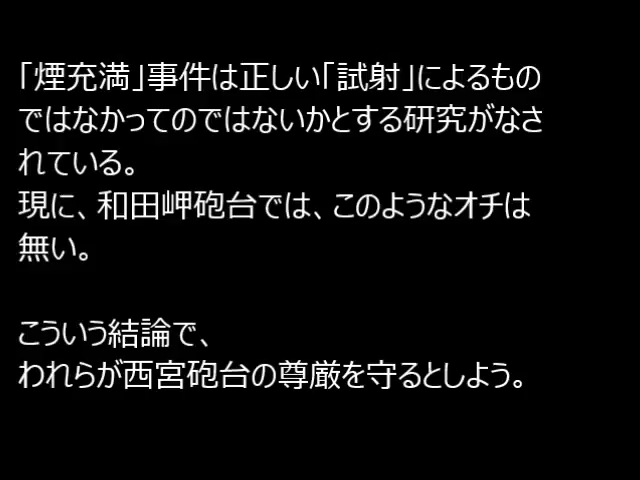 「煙充満」事件は正しい「試射」によるもの
ではなかってのではないかとする研究がなさ
れている。
現に、和田岬砲台では、このようなオチは
無い。
こういう結論で、
われらが西宮砲台の尊厳を守るとしよう。